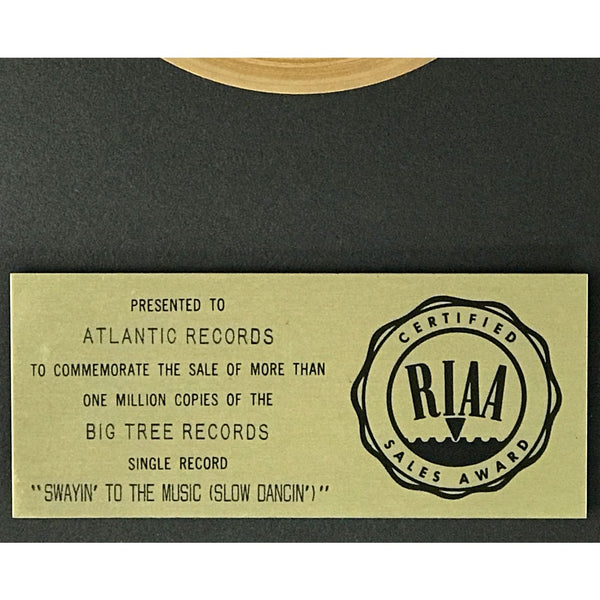 PRESENTED TO
ATLANTIC RECORDS
TO COMMEMORATE THE SALE OF MORE THAN
ONE MILLION COPIES OF THE
BIG TREE RECORDS
SINGLE RECORD
"SWAYIN' TO THE MUSIC (SLOW DANCIN')"
CERTIFIED
RIAA
SALES AWARD